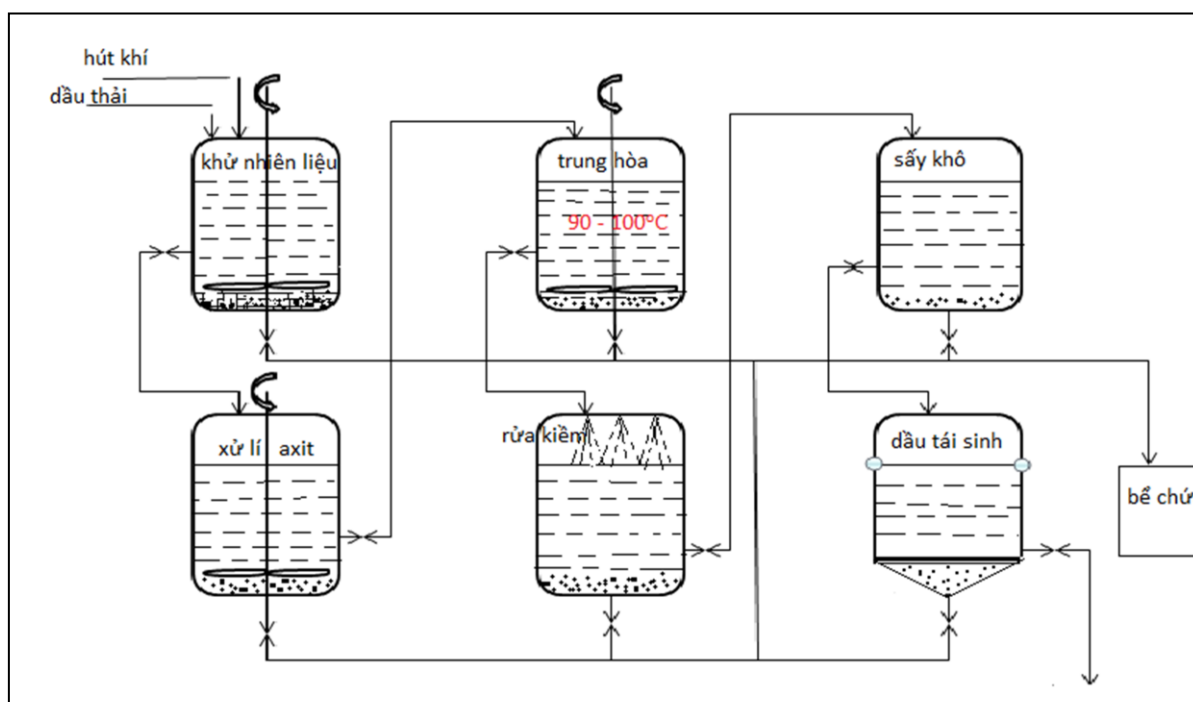 hút khí
dầu thải
khử nhiên liệu
trung hòa
90 - 100°C
sấy khô
xử lí axit
rửa kiềm
dầu tái sinh
bể chứ